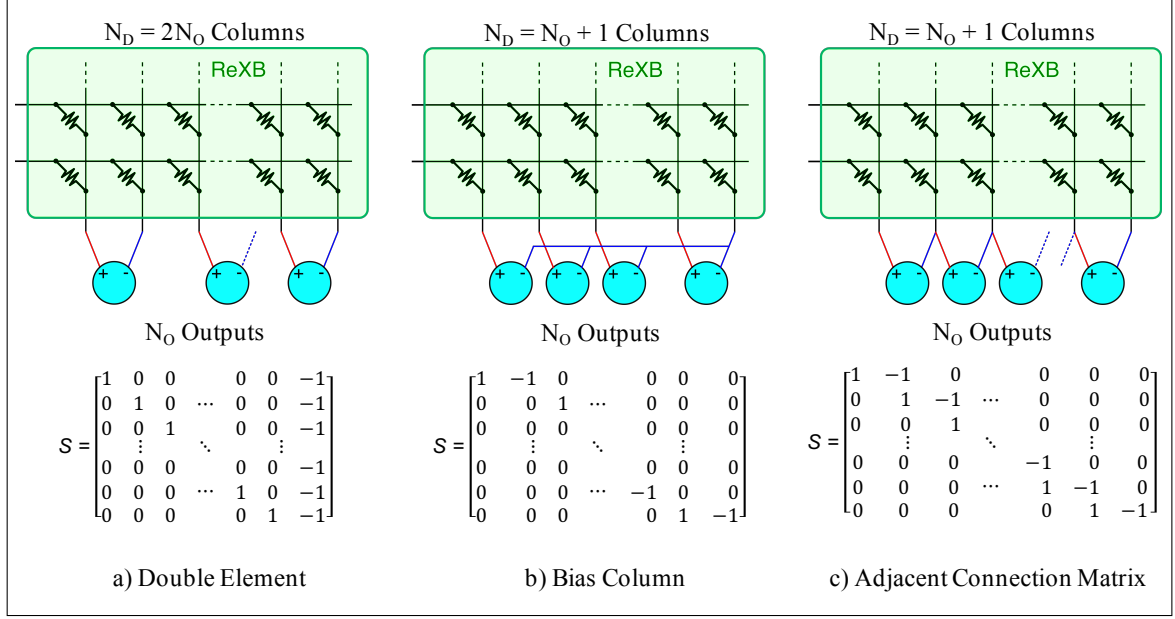 N_D = 2N_O Columns
N_D = N_O + 1 Columns
N_D = N_O + 1 Columns
ReXB
ReXB
ReXB
+ - + - + -
+ - + - + - + -
+ - + - + - + -
N_O Outputs
N_O Outputs
N_O Outputs
S =
1 0 0 0 0 −1
0 1 0 ⋯ 0 0 −1
0 0 1 0 0 −1
⋮ ⋱ ⋮
0 0 0 0 0 −1
0 0 0 ⋯ 1 0 −1
0 0 0 0 1 −1
S =
1 −1 0 0 0 0
0 0 1 ⋯ 0 0 0
0 0 0 0 0 0
⋮ ⋱ ⋮
0 0 0 0 0 0
0 0 0 ⋯ −1 0 0
0 0 0 0 1 −1
S =
1 −1 0 0 0 0
0 1 −1 ⋯ 0 0 0
0 0 1 0 0 0
⋮ ⋱ ⋮
0 0 0 −1 0 0
0 0 0 ⋯ 1 −1 0
0 0 0 0 1 −1
a) Double Element
b) Bias Column
c) Adjacent Connection Matrix